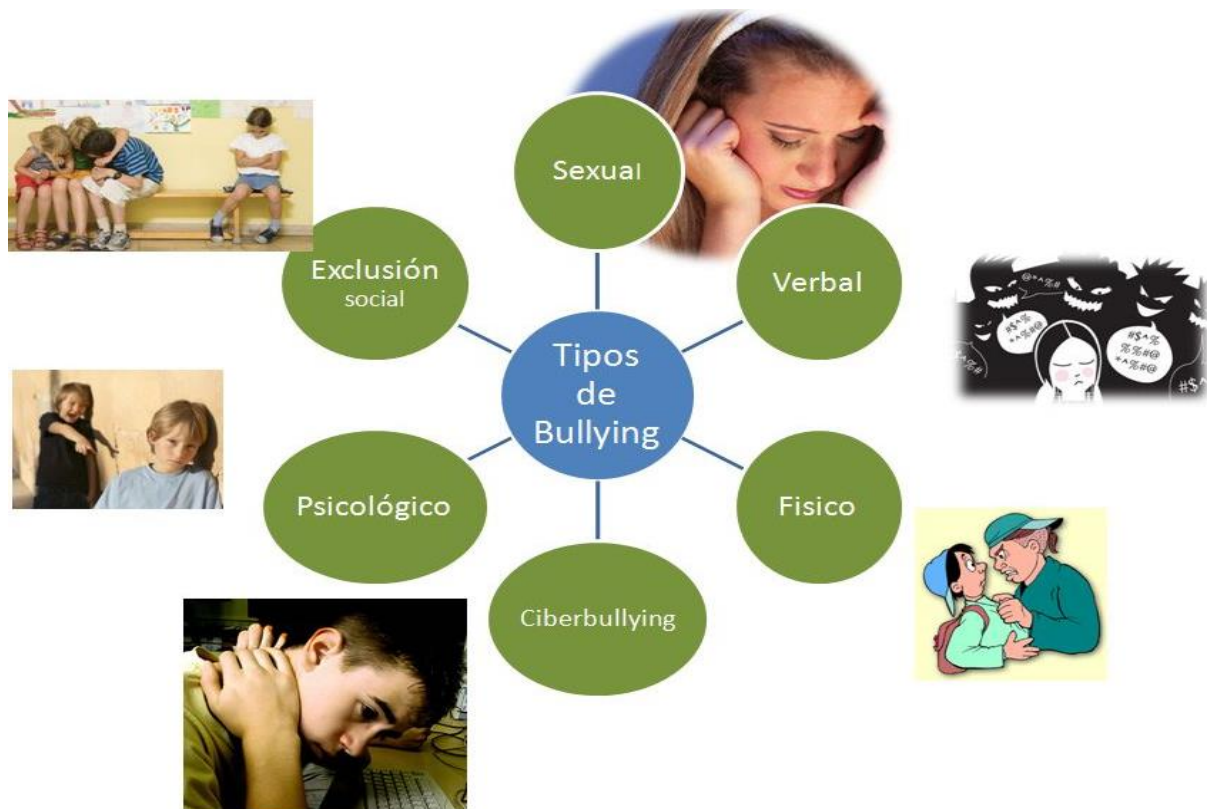 Sexual
Exclusión
social
Verbal
@*^%#
#$^%
*^%#@
#$^%
%%#@
*^%#@
#$^
Tipos
de
Bullying
Psicológico
Fisico
Ciberbullying